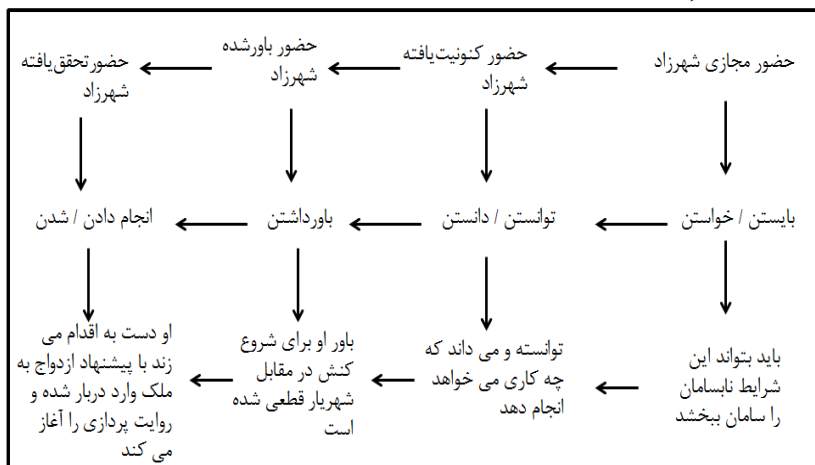 حضور مجازی شهرزاد
حضور کنونیت‌یافته
شهرزاد
حضور باورشده
شهرزاد
حضورتحقق‌یافته
شهرزاد
بایستن / خواستن
توانستن / دانستن
باورداشتن
انجام دادن / شدن
باید بتواند این
شرایط نابسامان
را سامان ببخشد
توانسته و می داند که
چه کاری می خواهد
انجام دهد
باور او برای شروع
کنش در مقابل
شهریار قطعی شده
است
او دست به اقدام می
زند با پیشنهاد ازدواج به
ملک وارد دربار شده و
روایت پردازی را آغاز
می کند